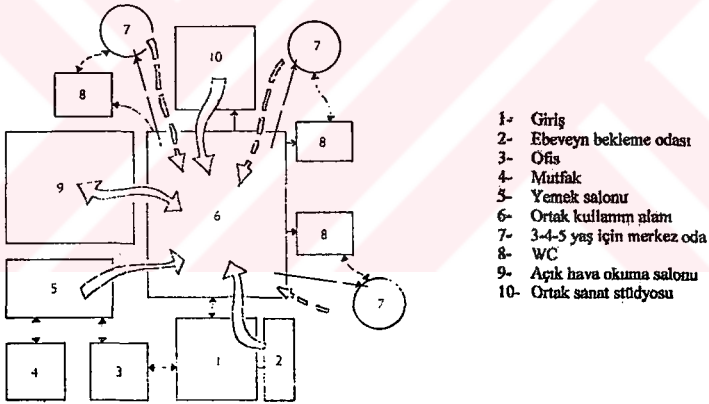 7
10
7
8
8
9
6
8
5
7
4
3
1
2
1- Giriş
2- Ebeveyn bekleme odası
3- Ofis
4- Mutfak
5- Yemek salonu
6- Ortak kullanım alanı
7- 3-4-5 yaş için merkez oda
8- WC
9- Açık hava okuma salonu
10- Ortak sanat stüdyosu